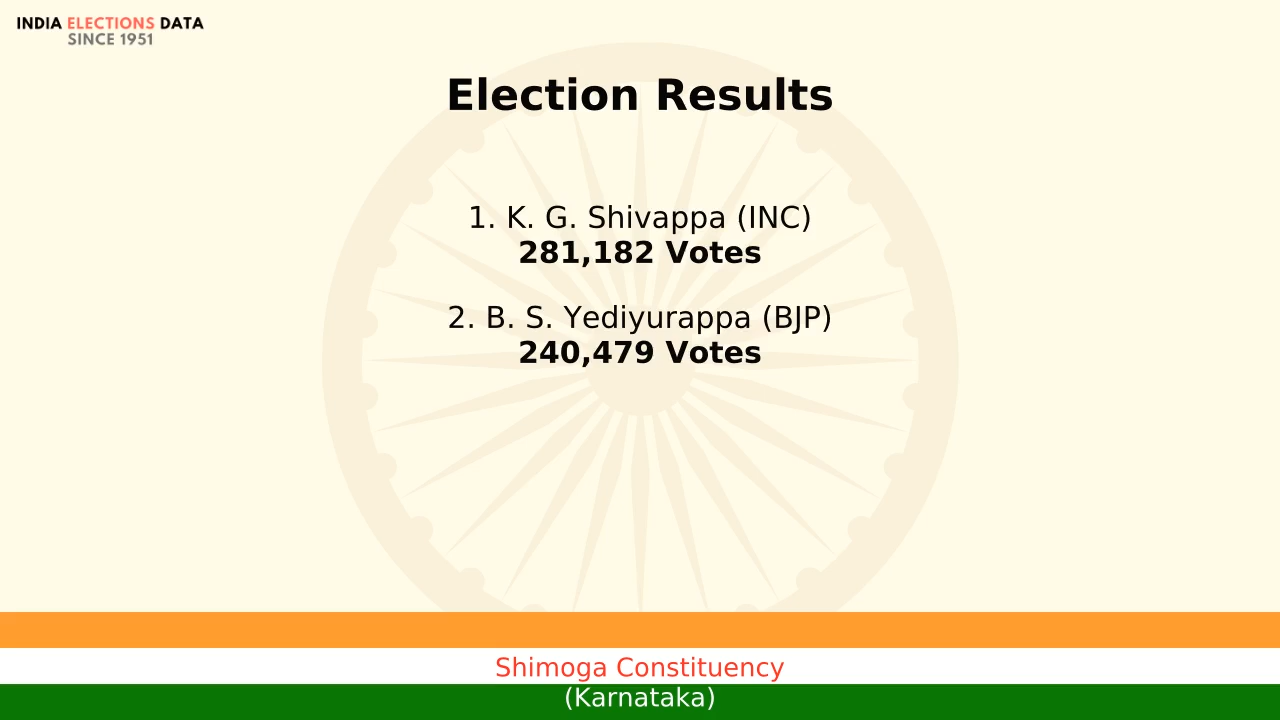 INDIA ELECTIONS DATA
SINCE 1951
Election Results
1. K. G. Shivappa (INC)
281,182 Votes
2. B. S. Yediyurappa (BJP)
240,479 Votes
Shimoga Constituency
(Karnataka)